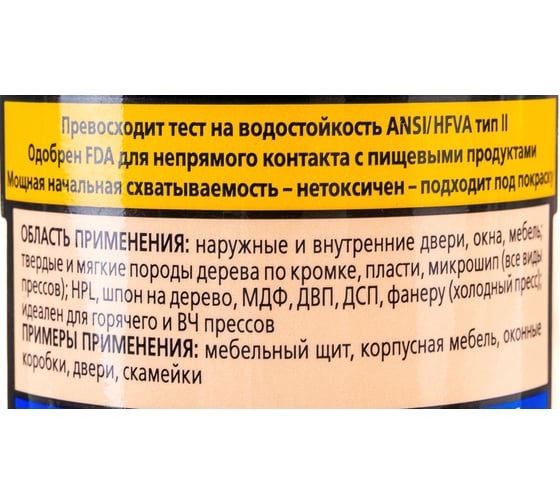 Превосходит тест на водостойкость ANSI/HFVA тип II
Одобрен FDA для непрямого контакта с пищевыми продуктами
Мощная начальная схватываемость – нетоксичен – подходит под покраску
ОБЛАСТЬ ПРИМЕНЕНИЯ: наружные и внутренние двери, окна, мебель;
твердые и мягкие породы дерева по кромке, пласти, микрошип (все виды
прессов); HPL, шпон на дерево, МДФ, ДВП, ДСП, фанеру (холодный пресс);
идеален для горячего и ВЧ прессов
ПРИМЕРЫ ПРИМЕНЕНИЯ: мебельный щит, корпусная мебель, оконные
коробки, двери, скамейки